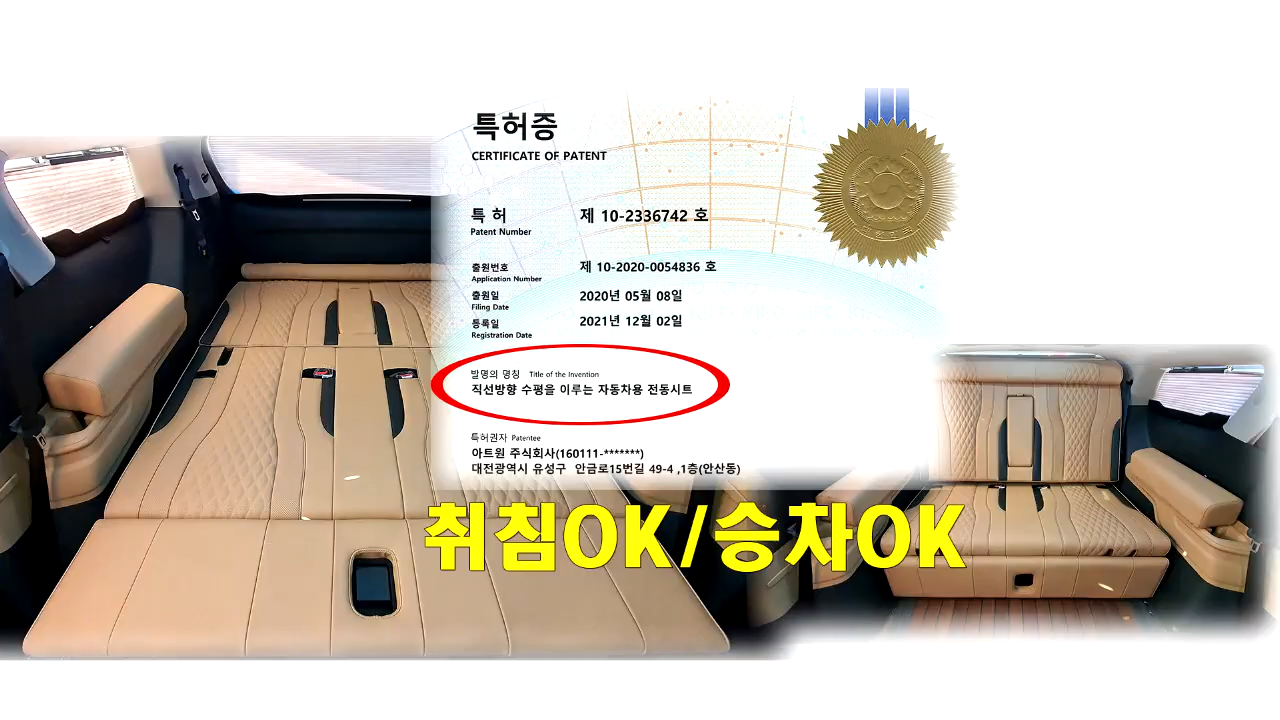 특허증
CERTIFICATE OF PATENT
특 허 제 10-2336742 호
Patent Number
출원번호 제 10-2020-0054836 호
Application Number
출원일 2020년 05월 08일
Filing Date
등록일 2021년 12월 02일
Registration Date
발명의 명칭 Title of the Invention
직선방향 수평을 이루는 자동차용 전동시트
특허권자 Patentee
아트원 주식회사(160111-*******)
대전광역시 유성구 안금로15번길 49-4 ,1층(안산동)
취침OK/승차OK